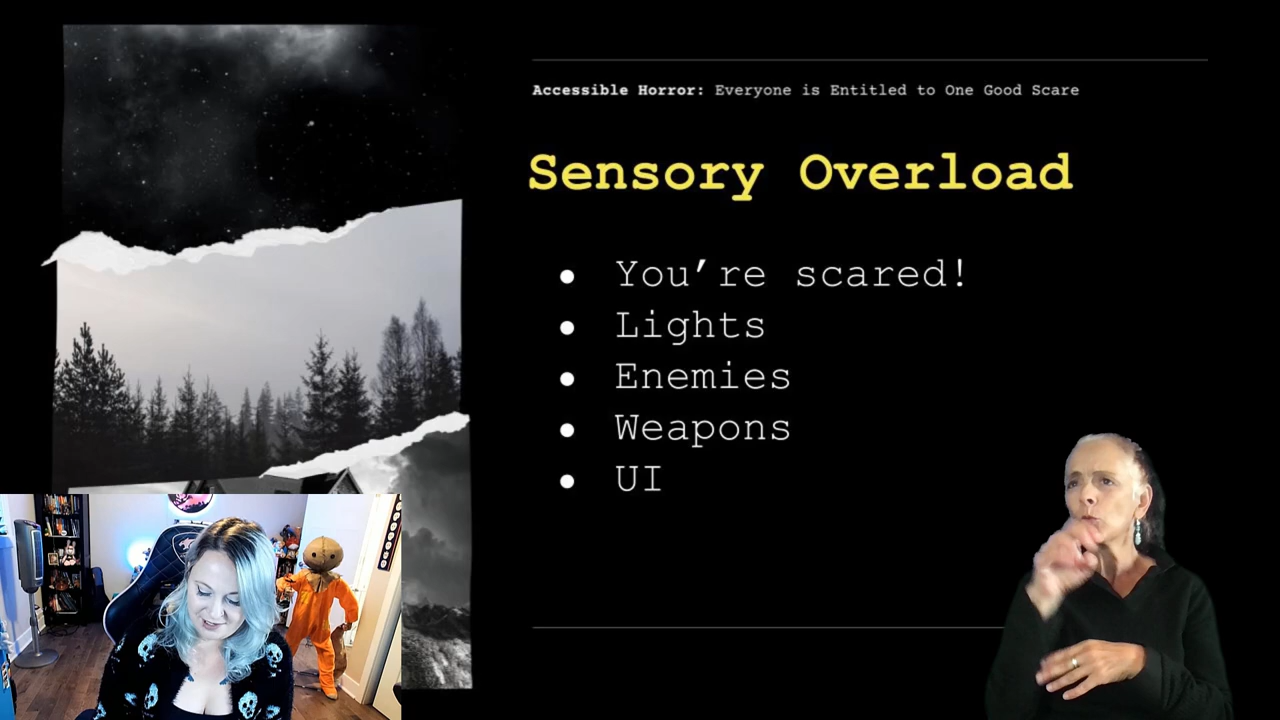 Accessible Horror: Everyone is Entitled to One Good Scare
Sensory Overload
You’re scared!
Lights
Enemies
Weapons
UI